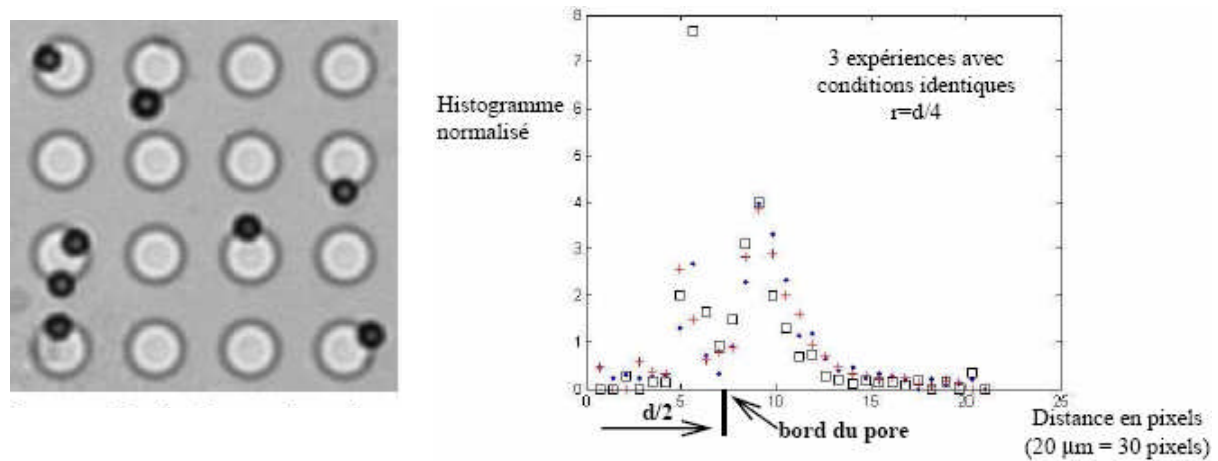 Histogramme
normalisé
3 expériences avec
conditions identiques
r=d/4
8
7
6
5
4
3
2
1
0
0
5
10
15
20
25
d/2
bord du pore
Distance en pixels
(20 µm = 30 pixels)